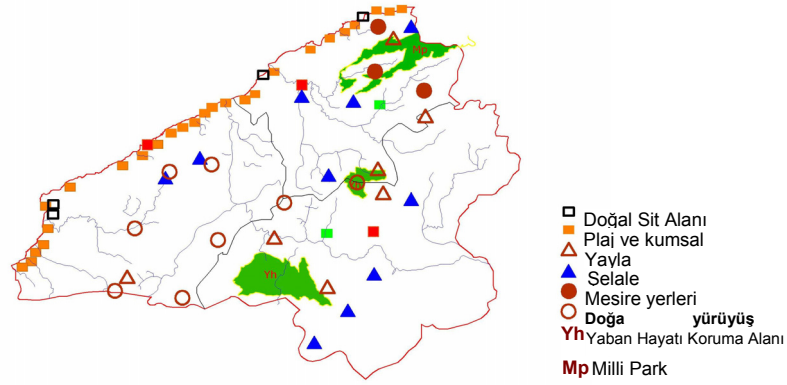 Mp
Yh
Doğal Sit Alanı
Plaj ve kumsal
Yayla
Selale
Mesire yerleri
Doğa yürüyüş
Yh Yaban Hayatı Koruma Alanı
Mp Milli Park